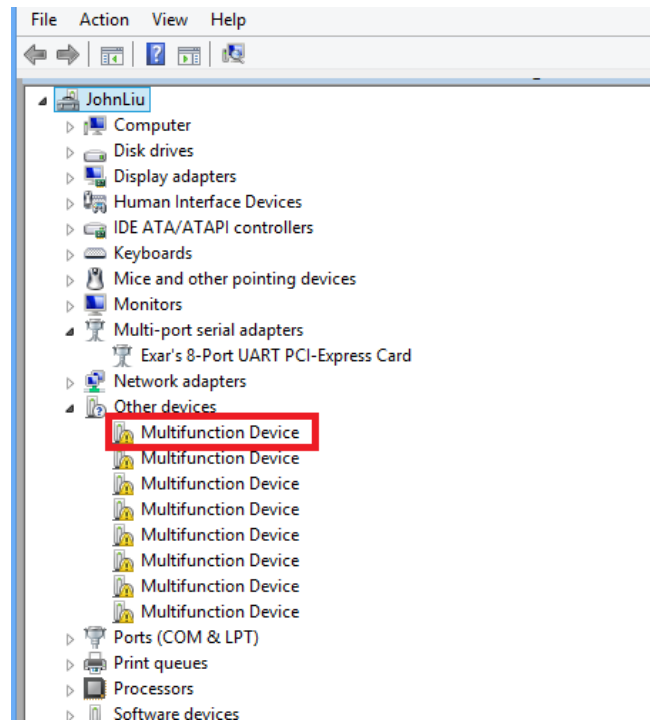 File Action View Help
JohnLiu
Computer
Disk drives
Display adapters
Human Interface Devices
IDE ATA/ATAPI controllers
Keyboards
Mice and other pointing devices
Monitors
Multi-port serial adapters
Exar's 8-Port UART PCI-Express Card
Network adapters
Other devices
Multifunction Device
Multifunction Device
Multifunction Device
Multifunction Device
Multifunction Device
Multifunction Device
Multifunction Device
Multifunction Device
Ports (COM & LPT)
Print queues
Processors
Software devices